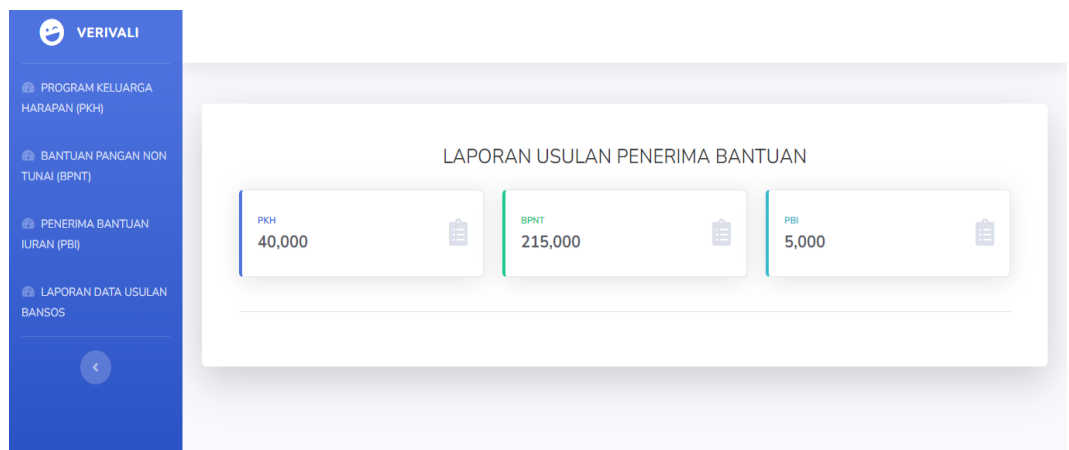 VERIVALI
PROGRAM KELUARGA
HARAPAN (PKH)
BANTUAN PANGAN NON
TUNAI (BPNT)
PENERIMA BANTUAN
IURAN (PBI)
LAPORAN DATA USULAN
BANSOS
LAPORAN USULAN PENERIMA BANTUAN
PKH
40,000
BPNT
215,000
PBI
5,000